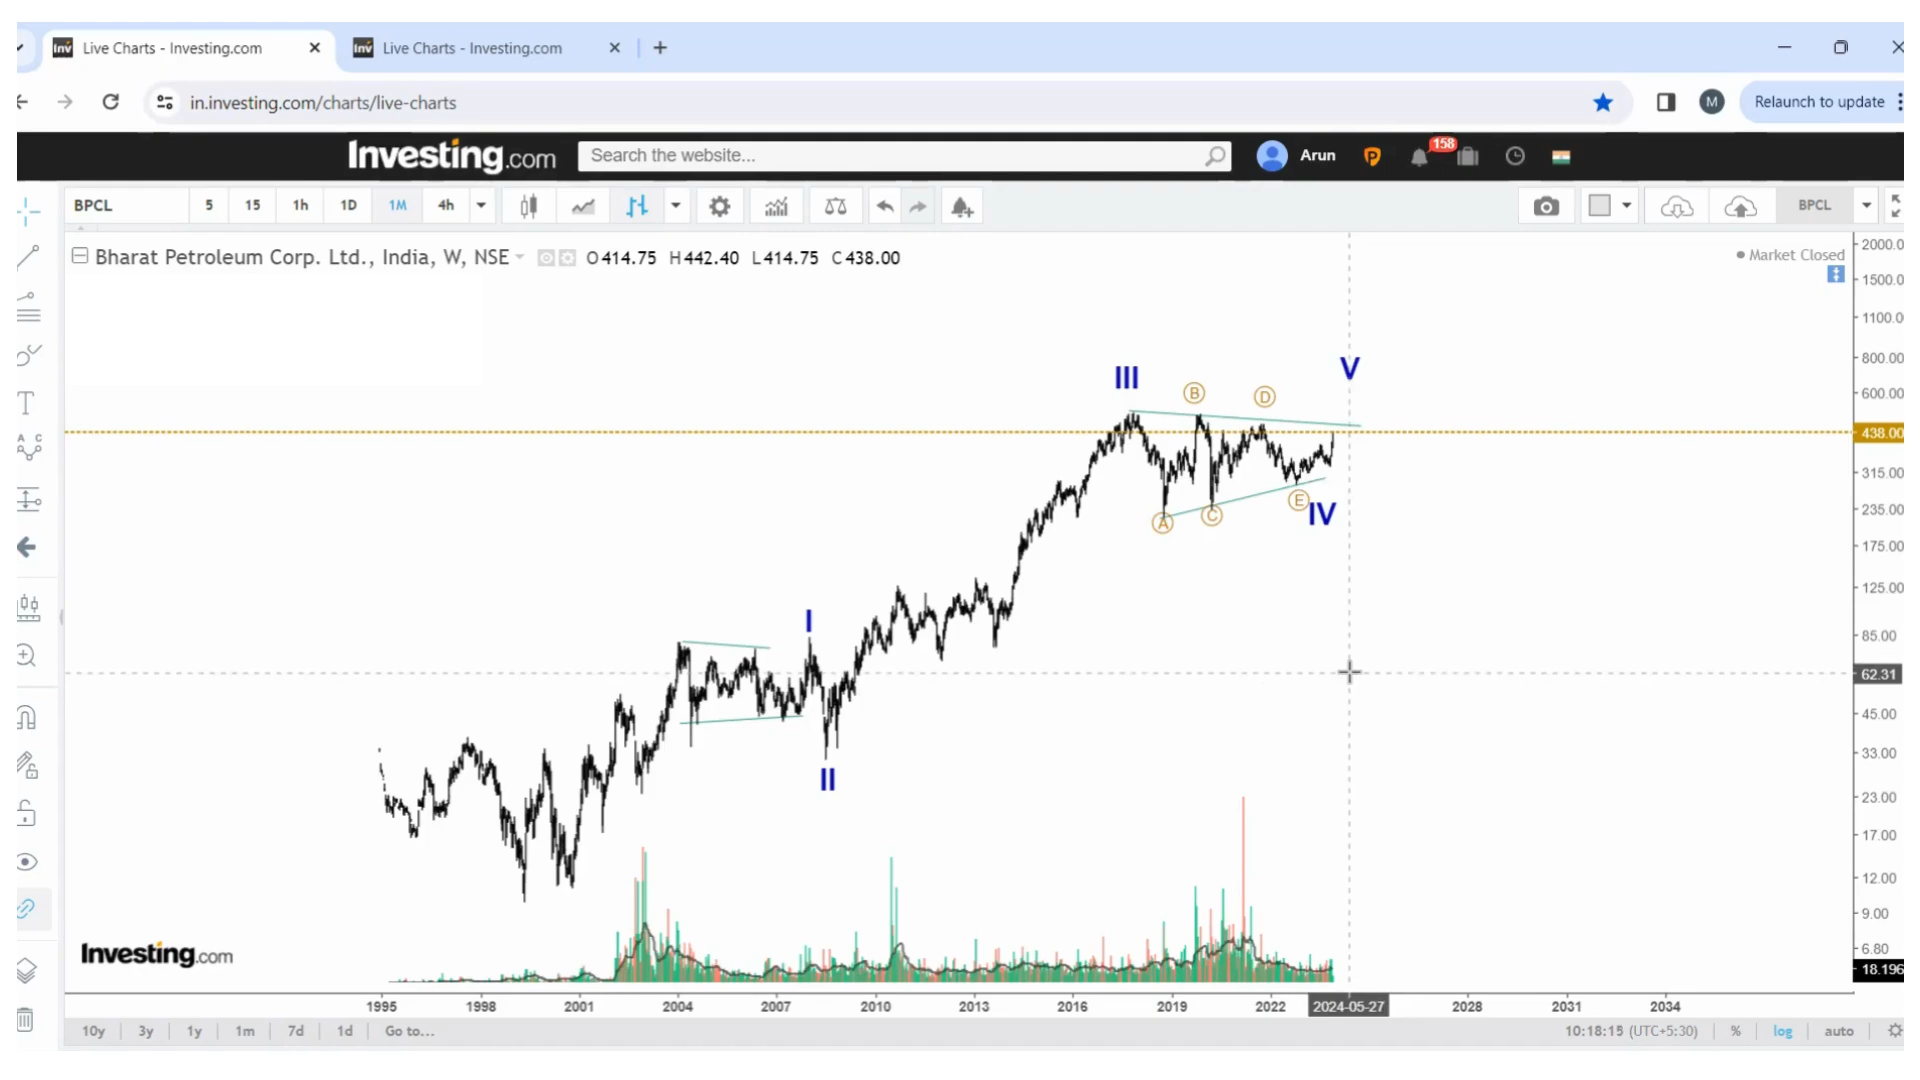 Live Charts - Investing.com
Live Charts - Investing.com
in.investing.com/charts/live-charts
M
Relaunch to update
Investing.com
Search the website...
Arun
158
BPCL
5
15
1h
1D
1M
4h
BPCL
Bharat Petroleum Corp. Ltd., India, W, NSE
O414.75 H442.40 L414.75 C438.00
Market Closed
2000.0
1500.0
1100.0
800.00
600.00
438.00
315.00
235.00
175.00
125.00
85.00
62.31
45.00
33.00
23.00
17.00
12.00
9.00
6.80
18.196
III
V
B
D
A
C
E
IV
I
II
Investing.com
1995
1998
2001
2004
2007
2010
2013
2016
2019
2022
2024-05-27
2028
2031
2034
10y
3y
1y
1m
7d
1d
Go to...
10:18:15 (UTC+5:30)
%
log
auto